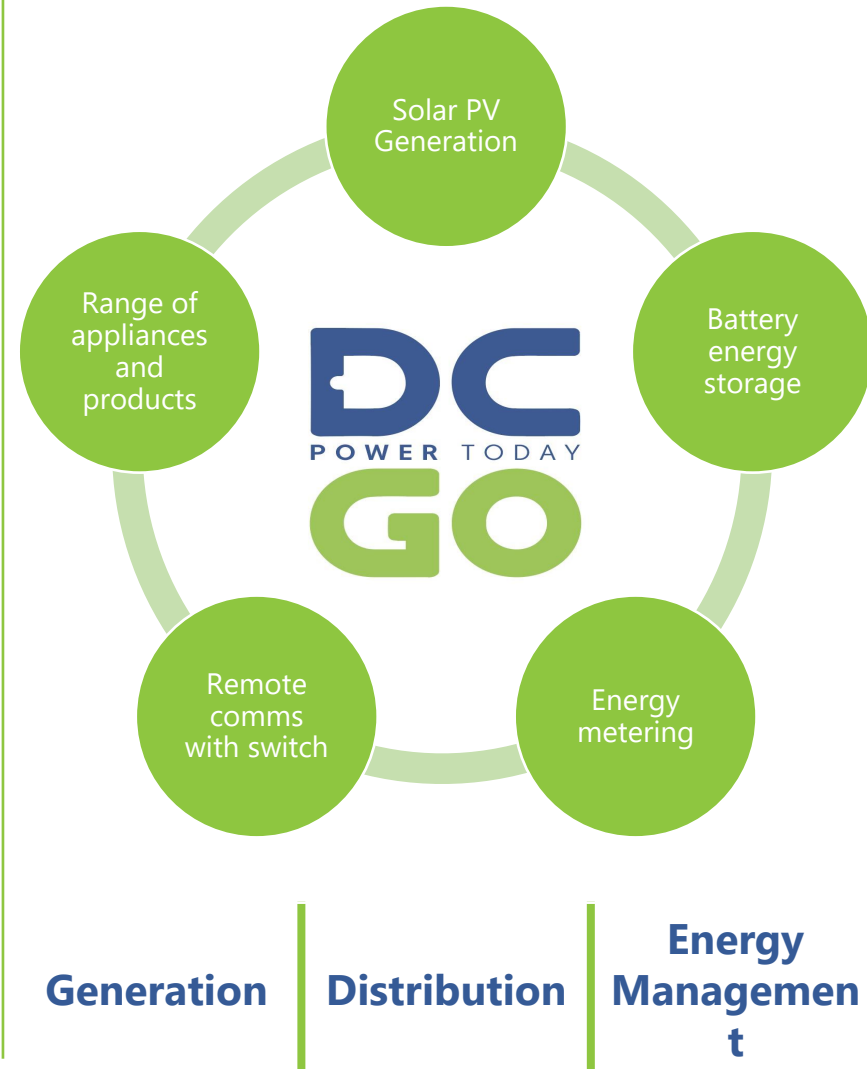 Solar PV
Generation
Range of
appliances
and
products
Battery
energy
storage
DC
POWER TODAY
GO
Remote
comms
with switch
Energy
metering
Generation
Distribution
Energy
Managemen
t